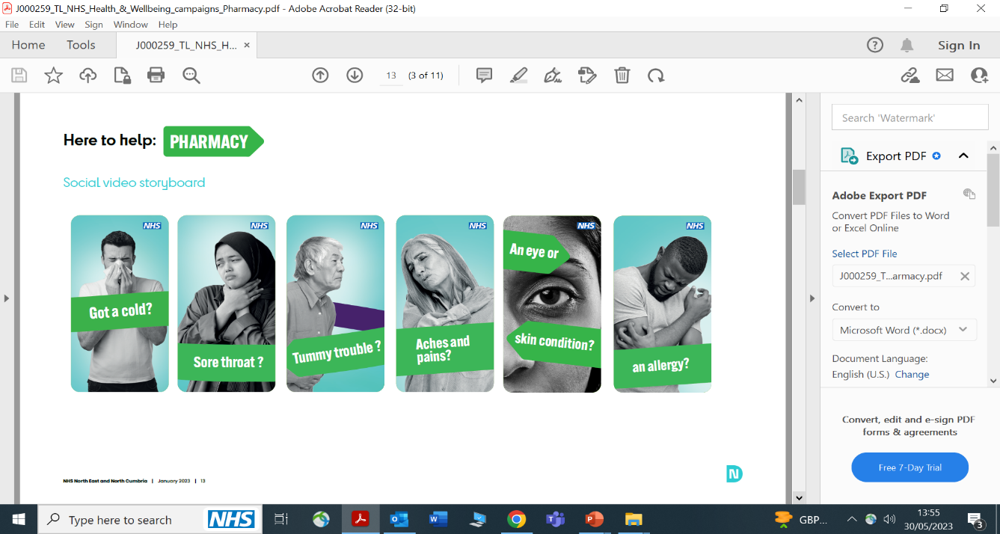 J000259_TL_NHS_Health_&_Wellbeing_campaigns_Pharmacy.pdf - Adobe Acrobat Reader (32-bit)
File Edit View Sign Window Help
Home Tools J000259_TL_NHS_H... × Sign In
13 (3 of 11)
Here to help: PHARMACY
Social video storyboard
NHS
Got a cold?
NHS
Sore throat ?
NHS
Tummy trouble ?
NHS
Aches and
pains?
NHS
An eye or
skin condition?
NHS
an allergy?
NHS North East and North Cumbria | January 2023 | 13
N
Search 'Watermark'
Export PDF
Adobe Export PDF
Convert PDF Files to Word
or Excel Online
Select PDF File
J000259_T...armacy.pdf
Convert to
Microsoft Word (*.docx)
Document Language:
English (U.S.) Change
Convert, edit and e-sign PDF
forms & agreements
Free 7-Day Trial
Type here to search NHS
GBP...
13:55
30/05/2023
3